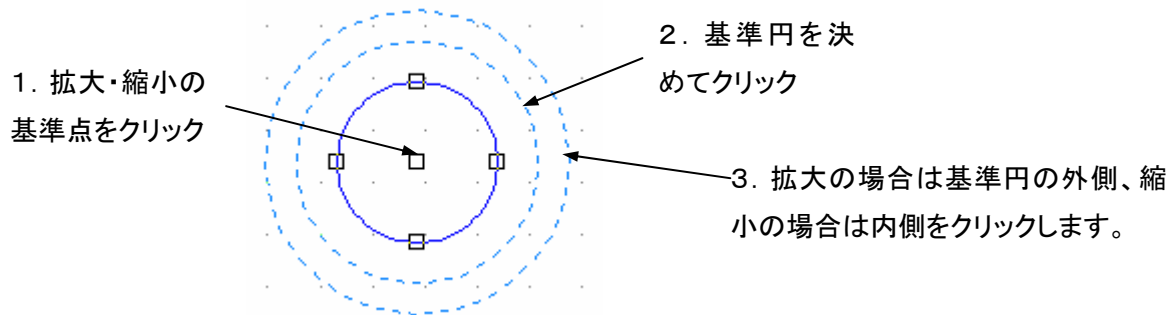 1．拡大・縮小の
基準点をクリック
2．基準円を決
めてクリック
3．拡大の場合は基準円の外側、縮
小の場合は内側をクリックします。